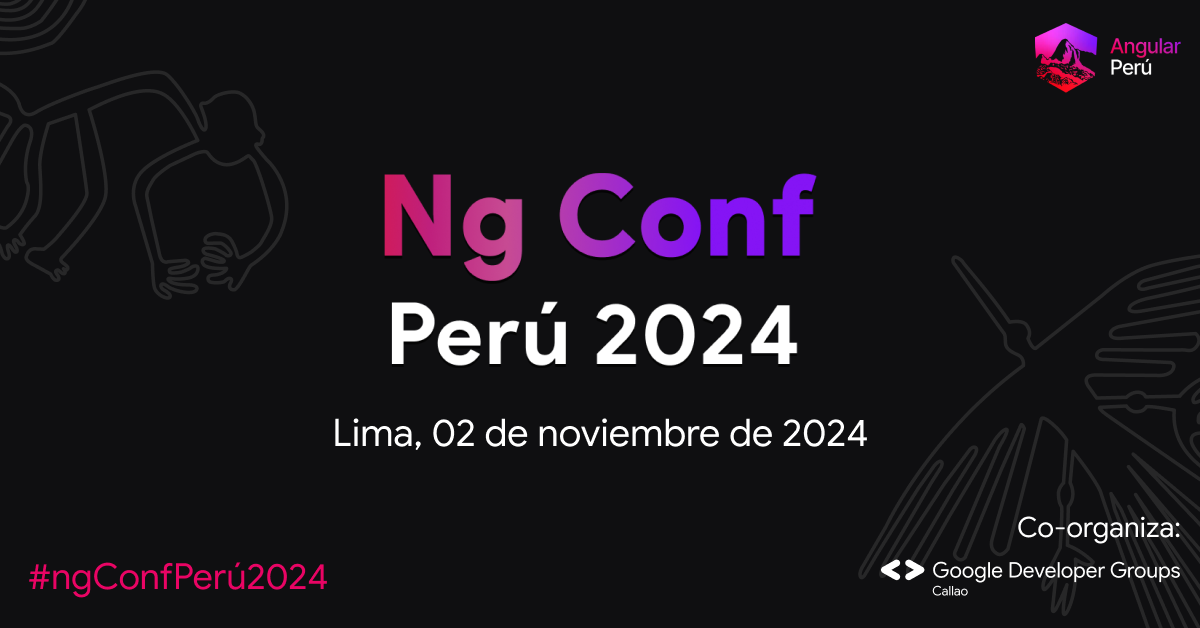 Angular
Perú
Ng Conf
Perú 2024
Lima, 02 de noviembre de 2024
Co-organiza:
#ngConfPerú2024
Google Developer Groups
Callao